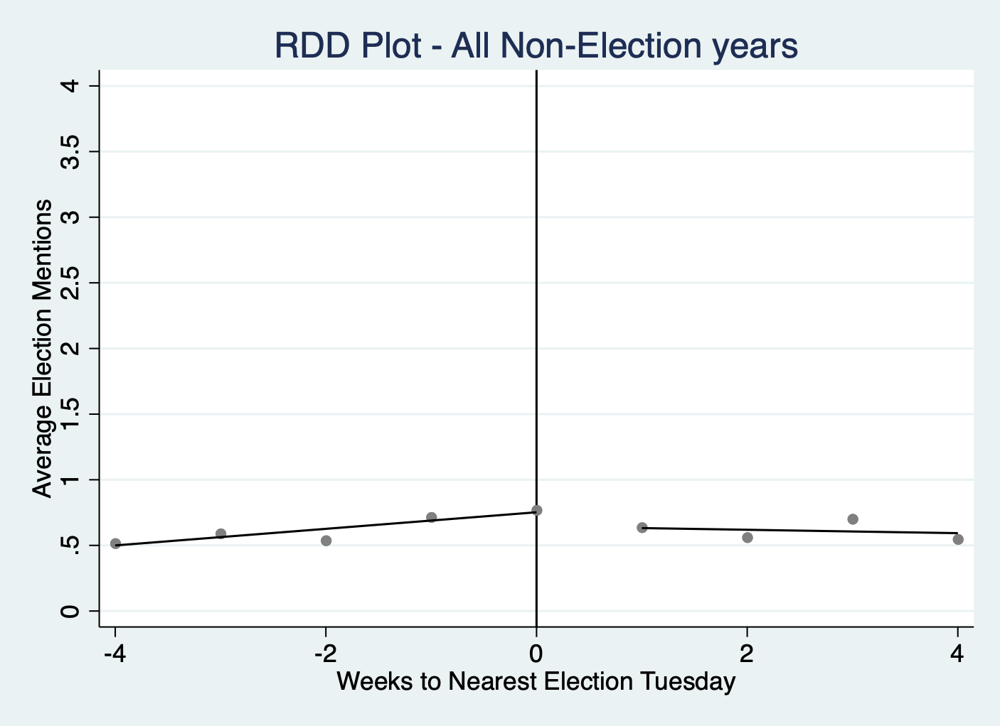 RDD Plot - All Non-Election years
Average Election Mentions
4
3.5
3
2.5
2
1.5
1
.5
0
-4 -2 0 2 4
Weeks to Nearest Election Tuesday